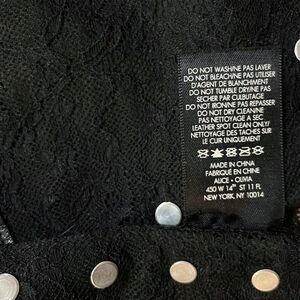 DO NOT WASH/NE PAS LAVER
DO NOT BLEACH/NE PAS UTILISER
D'AGENT DE BLANCHIMENT
DO NOT TUMBLE DRY/NE PAS
SECHER PAR CULBUTAGE
DO NOT IRON/NE PAS REPASSER
DO NOT DRY CLEAN/NE
PAS NETTOYAGE A SEC
LEATHER SPOT CLEAN ONLY/
NETTOYAGE DES TACHES SUR
LE CUIR UNIQUEMENT
MADE IN CHINA
FABRIQUÉ EN CHINE
ALICE + OLIVIA
450 W 14TH ST 11 FL
NEW YORK, NY 10014